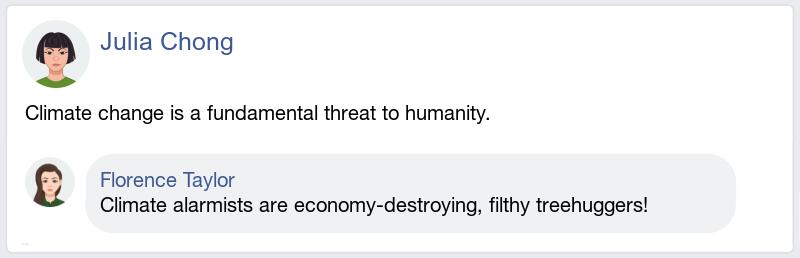 Julia Chong
Climate change is a fundamental threat to humanity.
Florence Taylor
Climate alarmists are economy-destroying, filthy treehuggers!